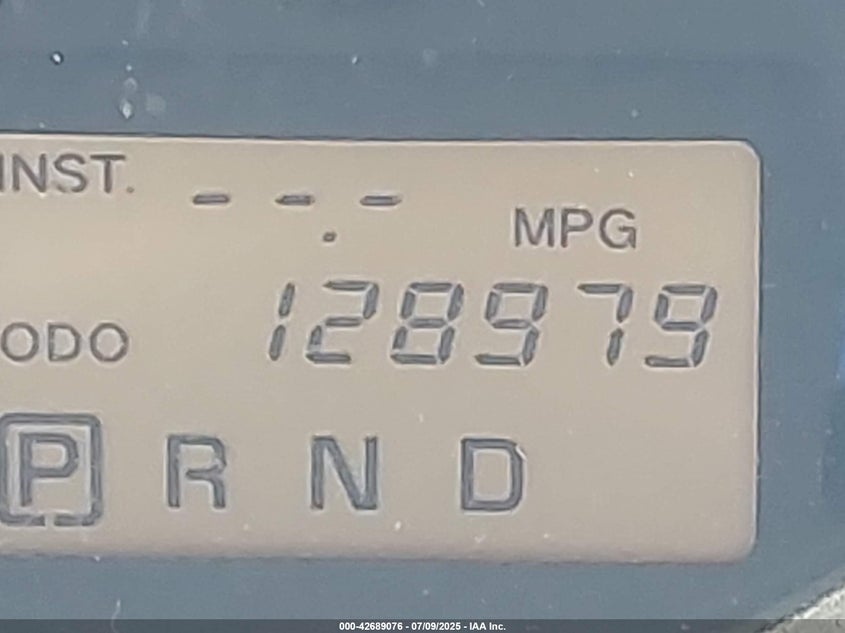 INST. - -.- MPG
ODO 128979
P R N D
000-42689076 - 07/09/2025 - IAA Inc.